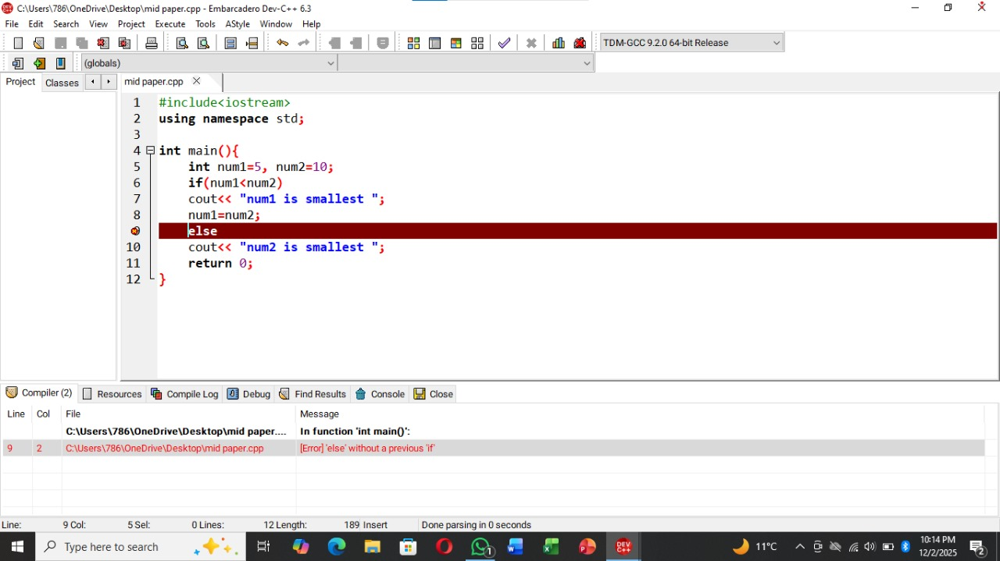 C:\Users\786\OneDrive\Desktop\mid paper.cpp - Embarcadero Dev-C++ 6.3
File Edit Search View Project Execute Tools AStyle Window Help
TDM-GCC 9.2.0 64-bit Release
(globals)
Project Classes mid paper.cpp
1 #include<iostream>
2 using namespace std;
3
4 int main(){
5 int num1=5, num2=10;
6 if(num1<num2)
7 cout<< "num1 is smallest ";
8 num1=num2;
else
10 cout<< "num2 is smallest ";
11 return 0;
12 }
Compiler (2) Resources Compile Log Debug Find Results Console Close
Line Col File Message
C:\Users\786\OneDrive\Desktop\mid paper.... In function 'int main()':
9 2 C:\Users\786\OneDrive\Desktop\mid paper.cpp [Error] 'else' without a previous 'if'
Line: 9 Col: 5 Sel: 0 Lines: 12 Length: 189 Insert Done parsing in 0 seconds
Type here to search 1 DEV C++ 11°C 10:14 PM
12/2/2025 2